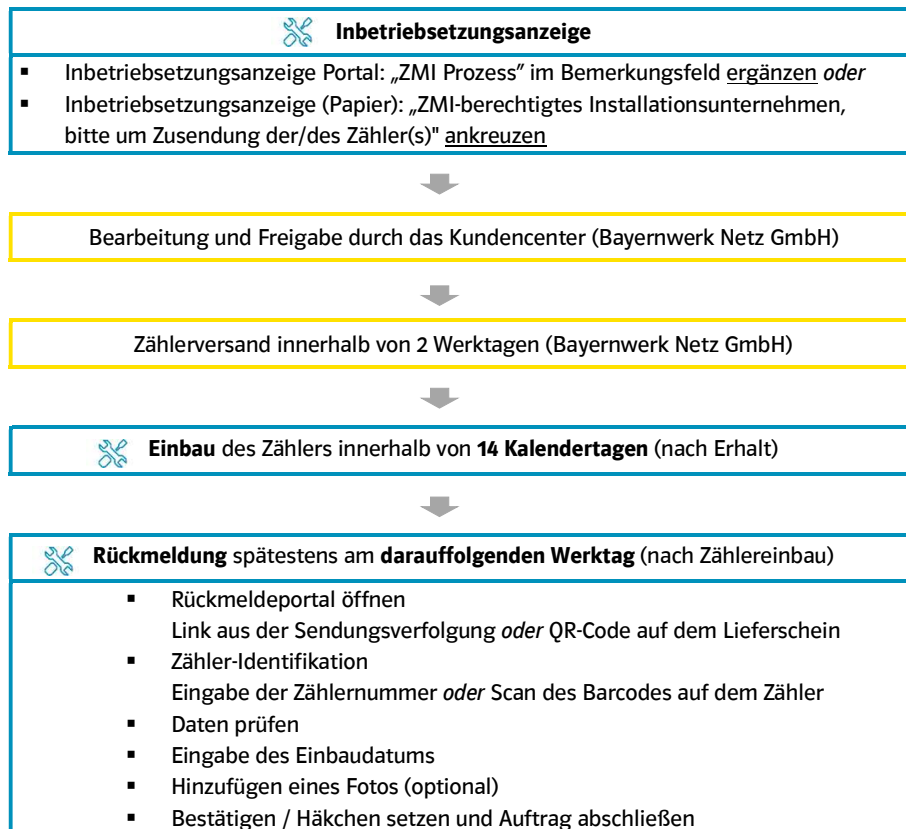 Inbetriebsetzungsanzeige
▪ Inbetriebsetzungsanzeige Portal: „ZMI Prozess“ im Bemerkungsfeld ergänzen oder
▪ Inbetriebsetzungsanzeige (Papier): „ZMI-berechtigtes Installationsunternehmen,
bitte um Zusendung der/des Zähler(s)" ankreuzen
Bearbeitung und Freigabe durch das Kundencenter (Bayernwerk Netz GmbH)
Zählerversand innerhalb von 2 Werktagen (Bayernwerk Netz GmbH)
Einbau des Zählers innerhalb von 14 Kalendertagen (nach Erhalt)
Rückmeldung spätestens am darauffolgenden Werktag (nach Zählereinbau)
▪ Rückmeldeportal öffnen
Link aus der Sendungsverfolgung oder QR-Code auf dem Lieferschein
▪ Zähler-Identifikation
Eingabe der Zählernummer oder Scan des Barcodes auf dem Zähler
▪ Daten prüfen
▪ Eingabe des Einbaudatums
▪ Hinzufügen eines Fotos (optional)
▪ Bestätigen / Häkchen setzen und Auftrag abschließen